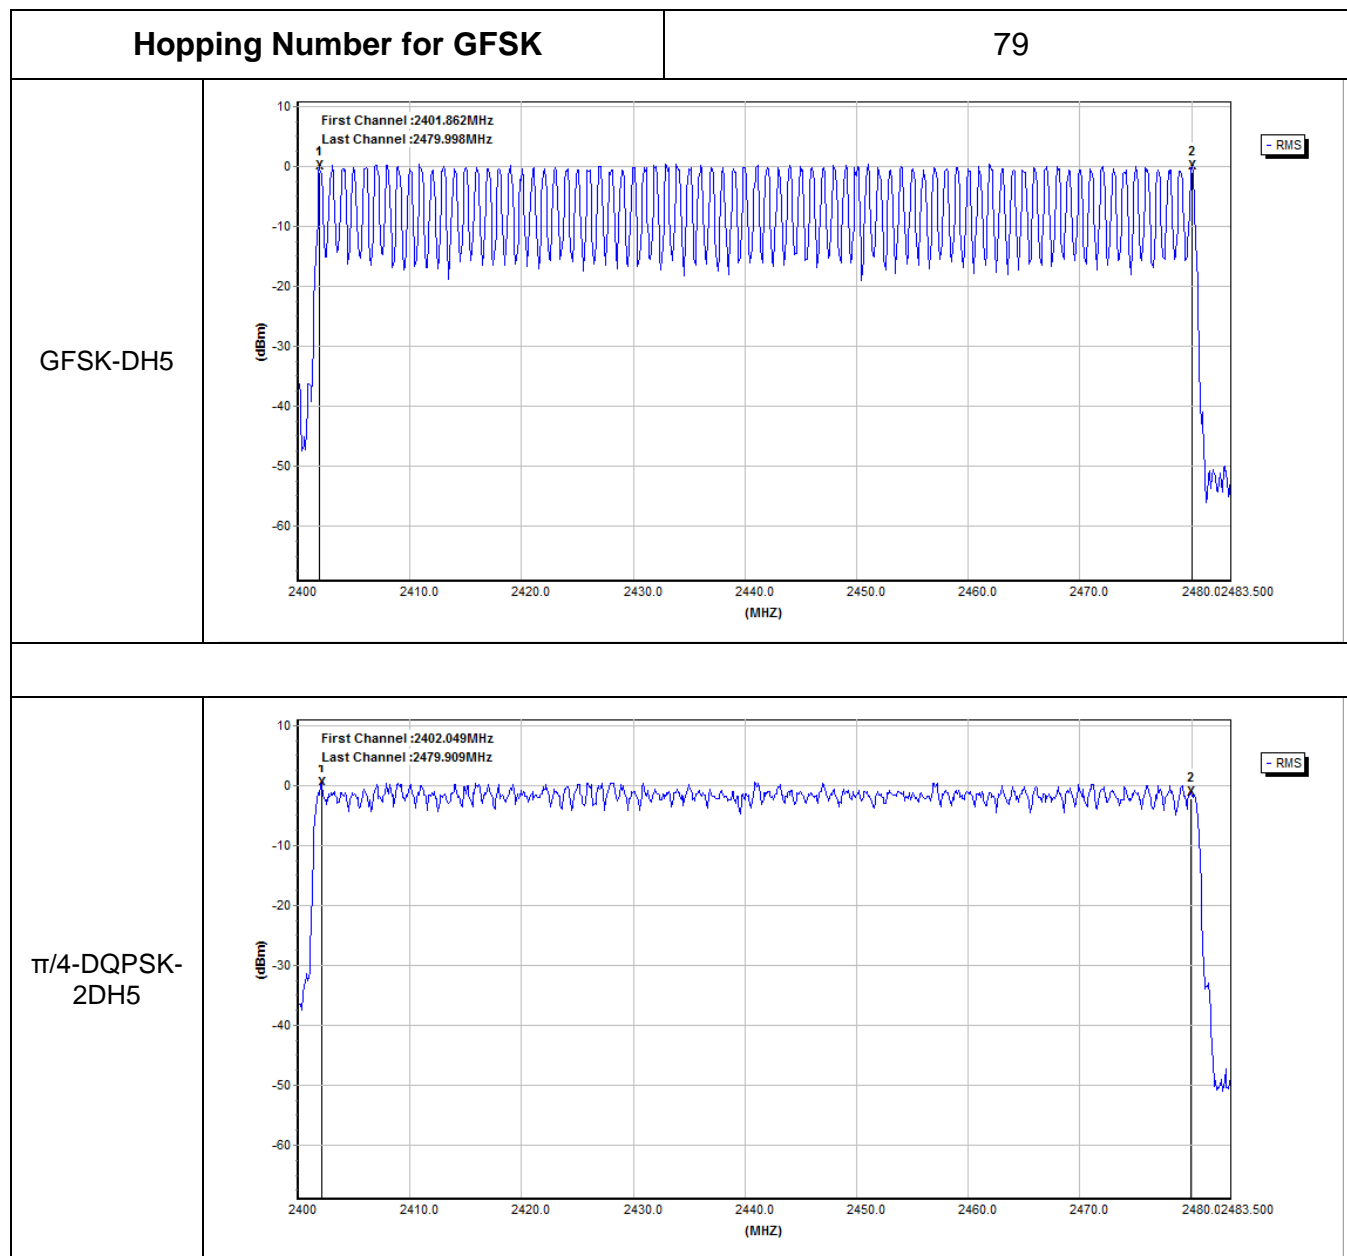 Hopping Number for GFSK 79
GFSK-DH5
First Channel :2401.862MHz
Last Channel :2479.998MHz
1
2
RMS
10
0
-10
-20
-30
-40
-50
-60
(dBm)
2400 2410.0 2420.0 2430.0 2440.0 2450.0 2460.0 2470.0 2480.02483.500
(MHZ)
π/4-DQPSK-
2DH5
First Channel :2402.049MHz
Last Channel :2479.909MHz
1
2
RMS
10
0
-10
-20
-30
-40
-50
-60
(dBm)
2400 2410.0 2420.0 2430.0 2440.0 2450.0 2460.0 2470.0 2480.02483.500
(MHZ)